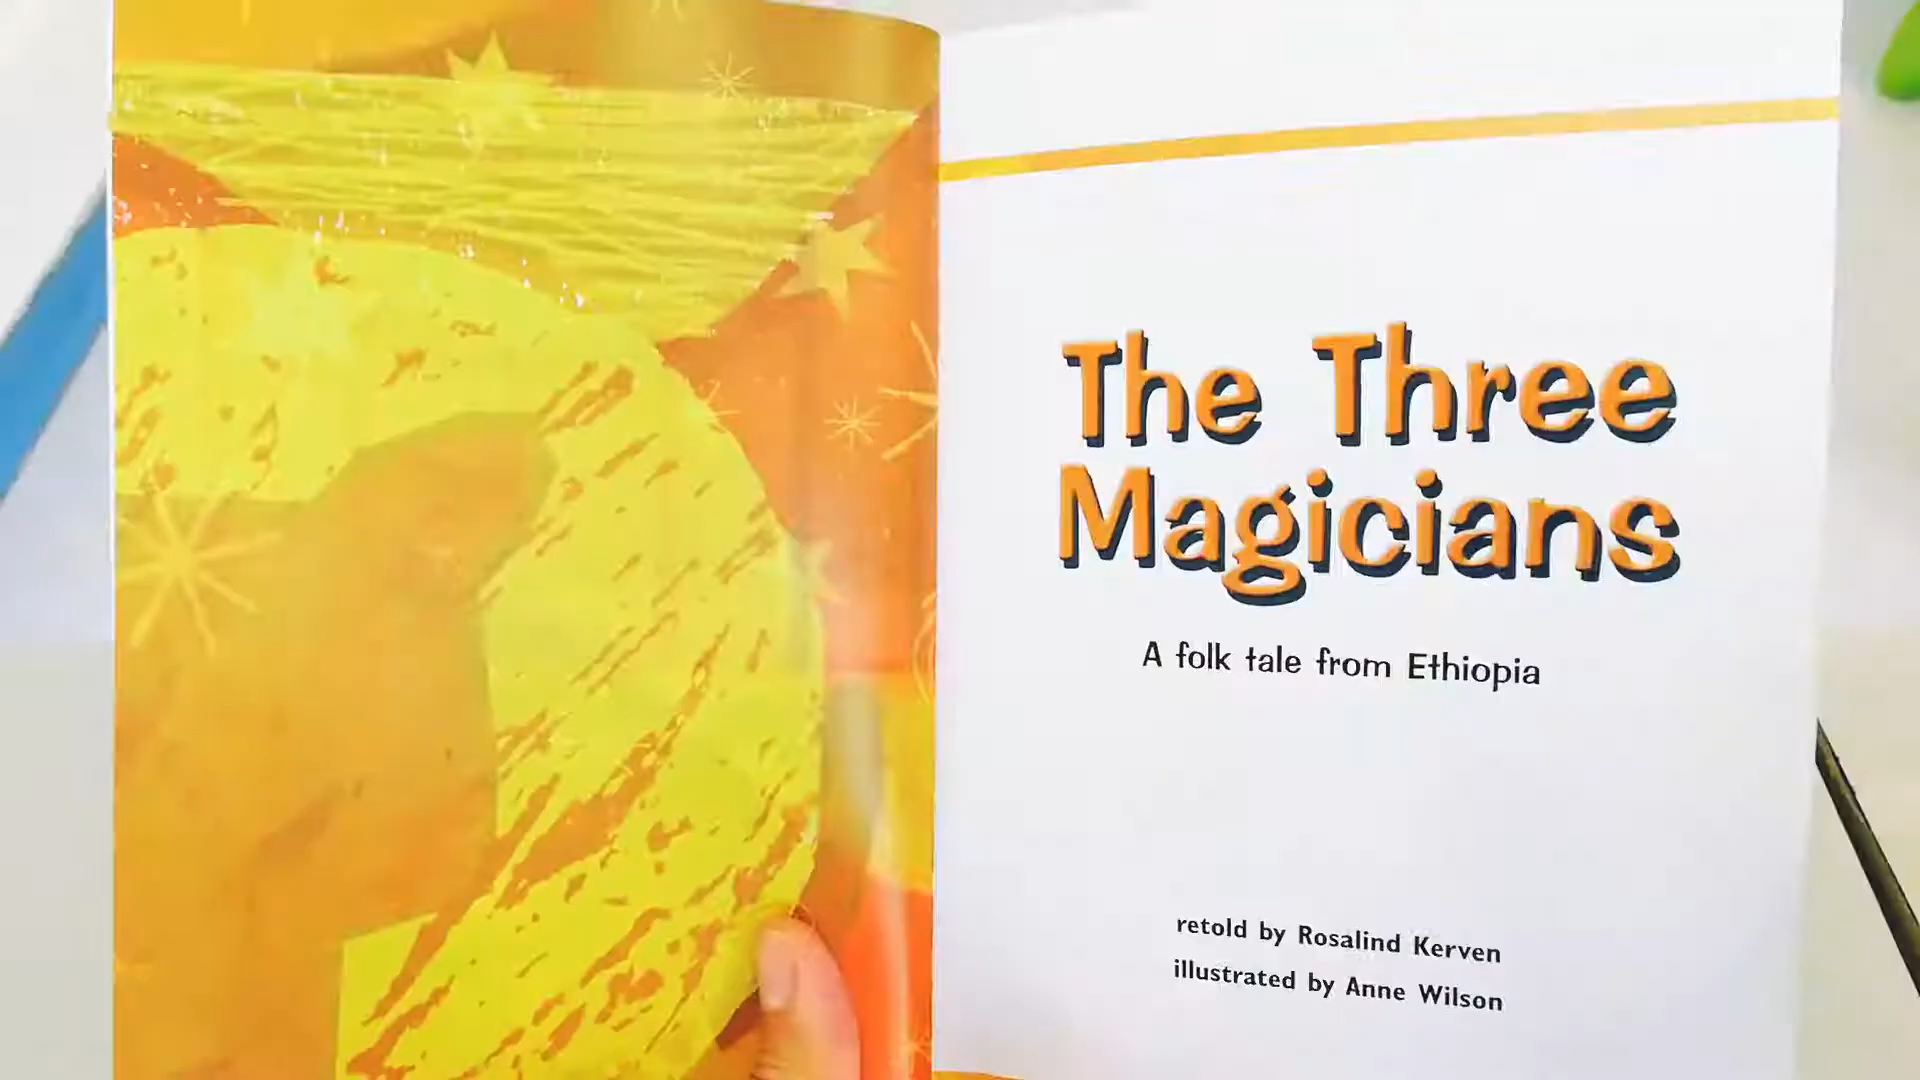 The Three
Magicians
A folk tale from Ethiopia
retold by Rosalind Kerven
illustrated by Anne Wilson